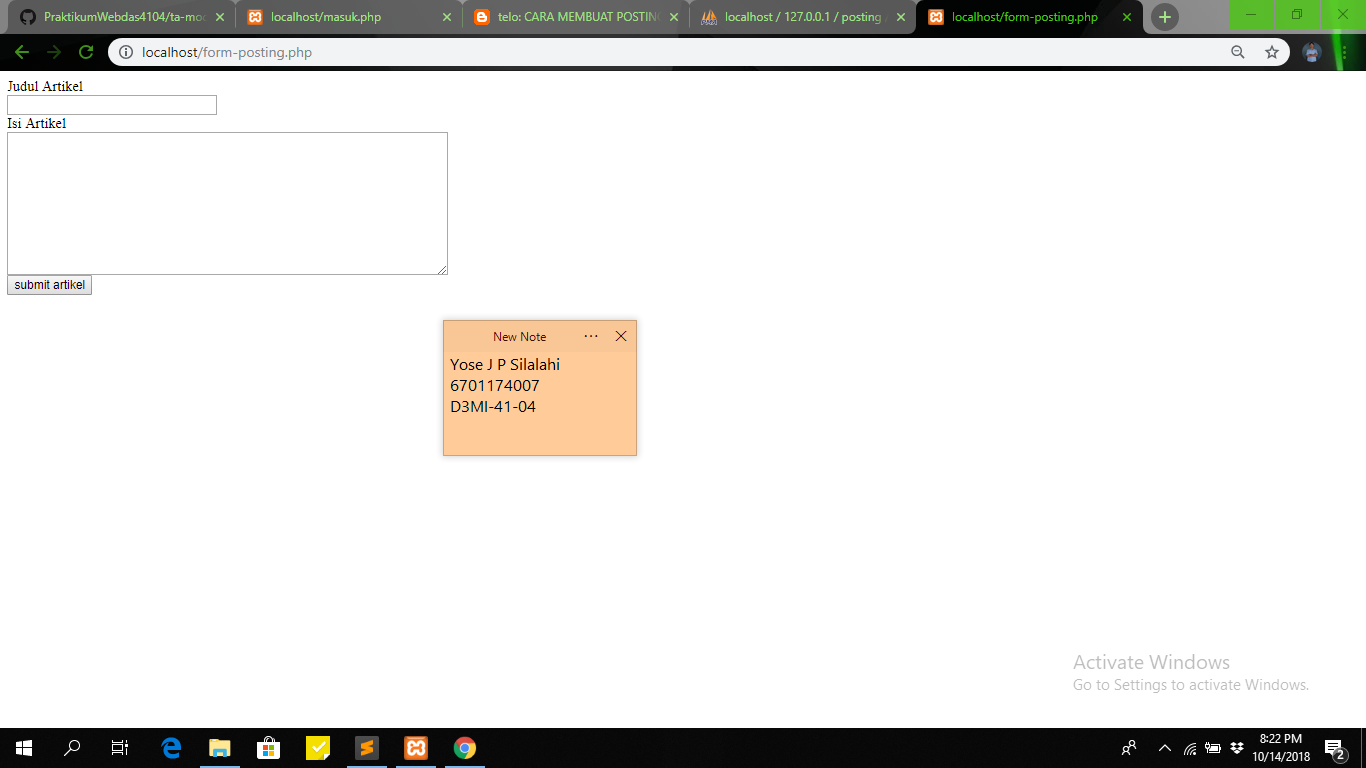 PraktikumWebdas4104/ta-mod
localhost/masuk.php
telo: CARA MEMBUAT POSTING
localhost / 127.0.0.1 / posting
localhost/form-posting.php
localhost/form-posting.php
Judul Artikel
Isi Artikel
submit artikel
New Note
Yose J P Silalahi
6701174007
D3MI-41-04
Activate Windows
Go to Settings to activate Windows.
8:22 PM
10/14/2018
2